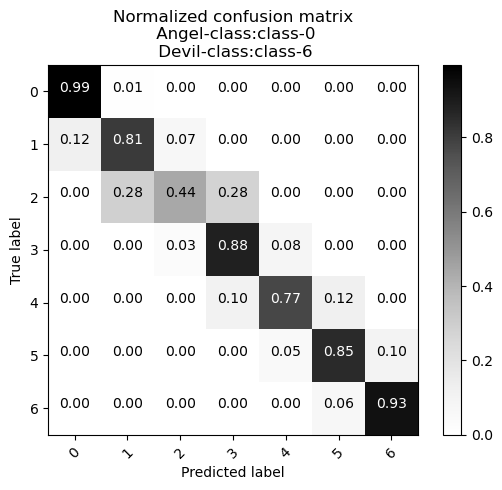 Normalized confusion matrix
Angel-class:class-0
Devil-class:class-6
0 0.99 0.01 0.00 0.00 0.00 0.00 0.00
1 0.12 0.81 0.07 0.00 0.00 0.00 0.00
2 0.00 0.28 0.44 0.28 0.00 0.00 0.00
3 0.00 0.00 0.03 0.88 0.08 0.00 0.00
4 0.00 0.00 0.00 0.10 0.77 0.12 0.00
5 0.00 0.00 0.00 0.00 0.05 0.85 0.10
6 0.00 0.00 0.00 0.00 0.00 0.06 0.93
0 1 2 3 4 5 6
True label
Predicted label
0.8
0.6
0.4
0.2
0.0